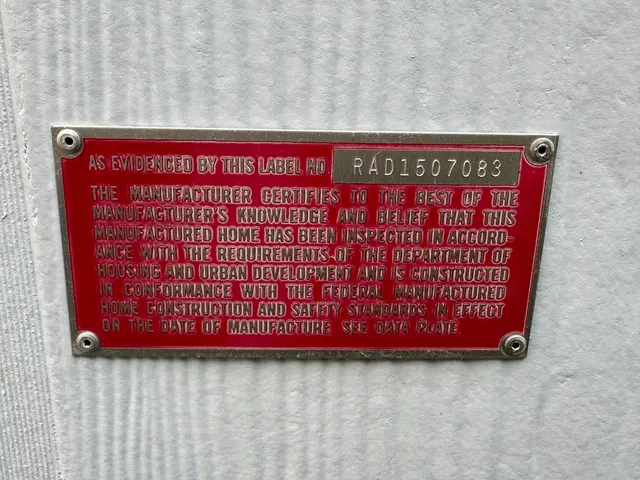 AS EVIDENCED BY THIS LABEL NO. RAD1507083
THE MANUFACTURER CERTIFIES TO THE BEST OF THE
MANUFACTURER'S KNOWLEDGE AND BELIEF THAT THIS
MANUFACTURED HOME HAS BEEN INSPECTED IN ACCORD-
ANCE WITH THE REQUIREMENTS OF THE DEPARTMENT OF
HOUSING AND URBAN DEVELOPMENT AND IS CONSTRUCTED
IN CONFORMANCE WITH THE FEDERAL MANUFACTURED
HOME CONSTRUCTION AND SAFETY STANDARDS IN EFFECT
ON THE DATE OF MANUFACTURE. SEE DATA PLATE.